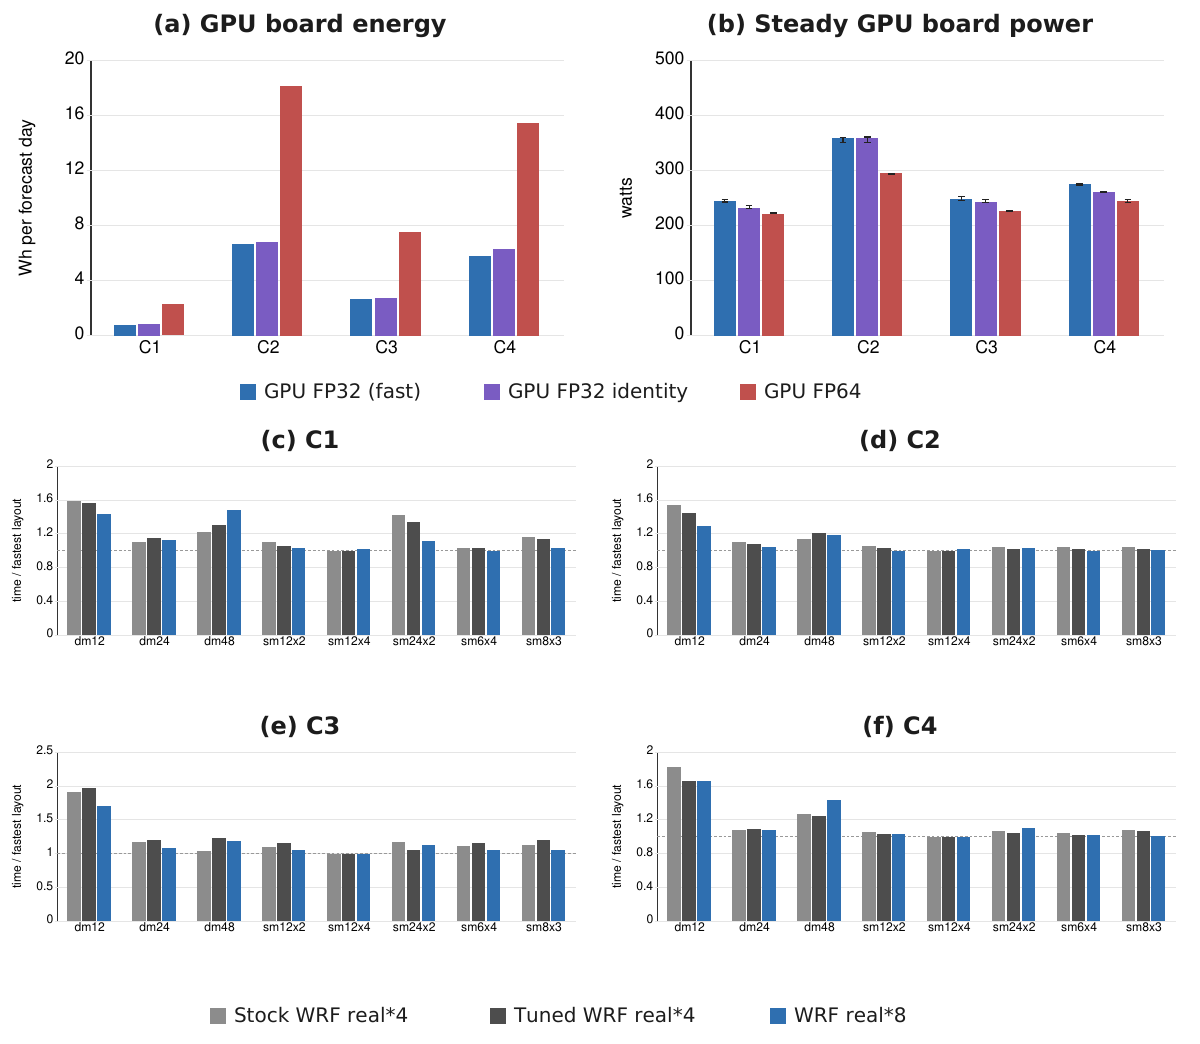 (a) GPU board energy
(b) Steady GPU board power
Wh per forecast day
20
16
12
8
4
0
C1 C2 C3 C4
watts
500
400
300
200
100
0
C1 C2 C3 C4
GPU FP32 (fast) GPU FP32 identity GPU FP64
(c) C1
time / fastest layout
2
1.6
1.2
0.8
0.4
0
dm12 dm24 dm48 sm12x2 sm12x4 sm24x2 sm6x4 sm8x3
(d) C2
time / fastest layout
2
1.6
1.2
0.8
0.4
0
dm12 dm24 dm48 sm12x2 sm12x4 sm24x2 sm6x4 sm8x3
(e) C3
time / fastest layout
2.5
2
1.5
1
0.5
0
dm12 dm24 dm48 sm12x2 sm12x4 sm24x2 sm6x4 sm8x3
(f) C4
time / fastest layout
2
1.6
1.2
0.8
0.4
0
dm12 dm24 dm48 sm12x2 sm12x4 sm24x2 sm6x4 sm8x3
Stock WRF real*4 Tuned WRF real*4 WRF real*8